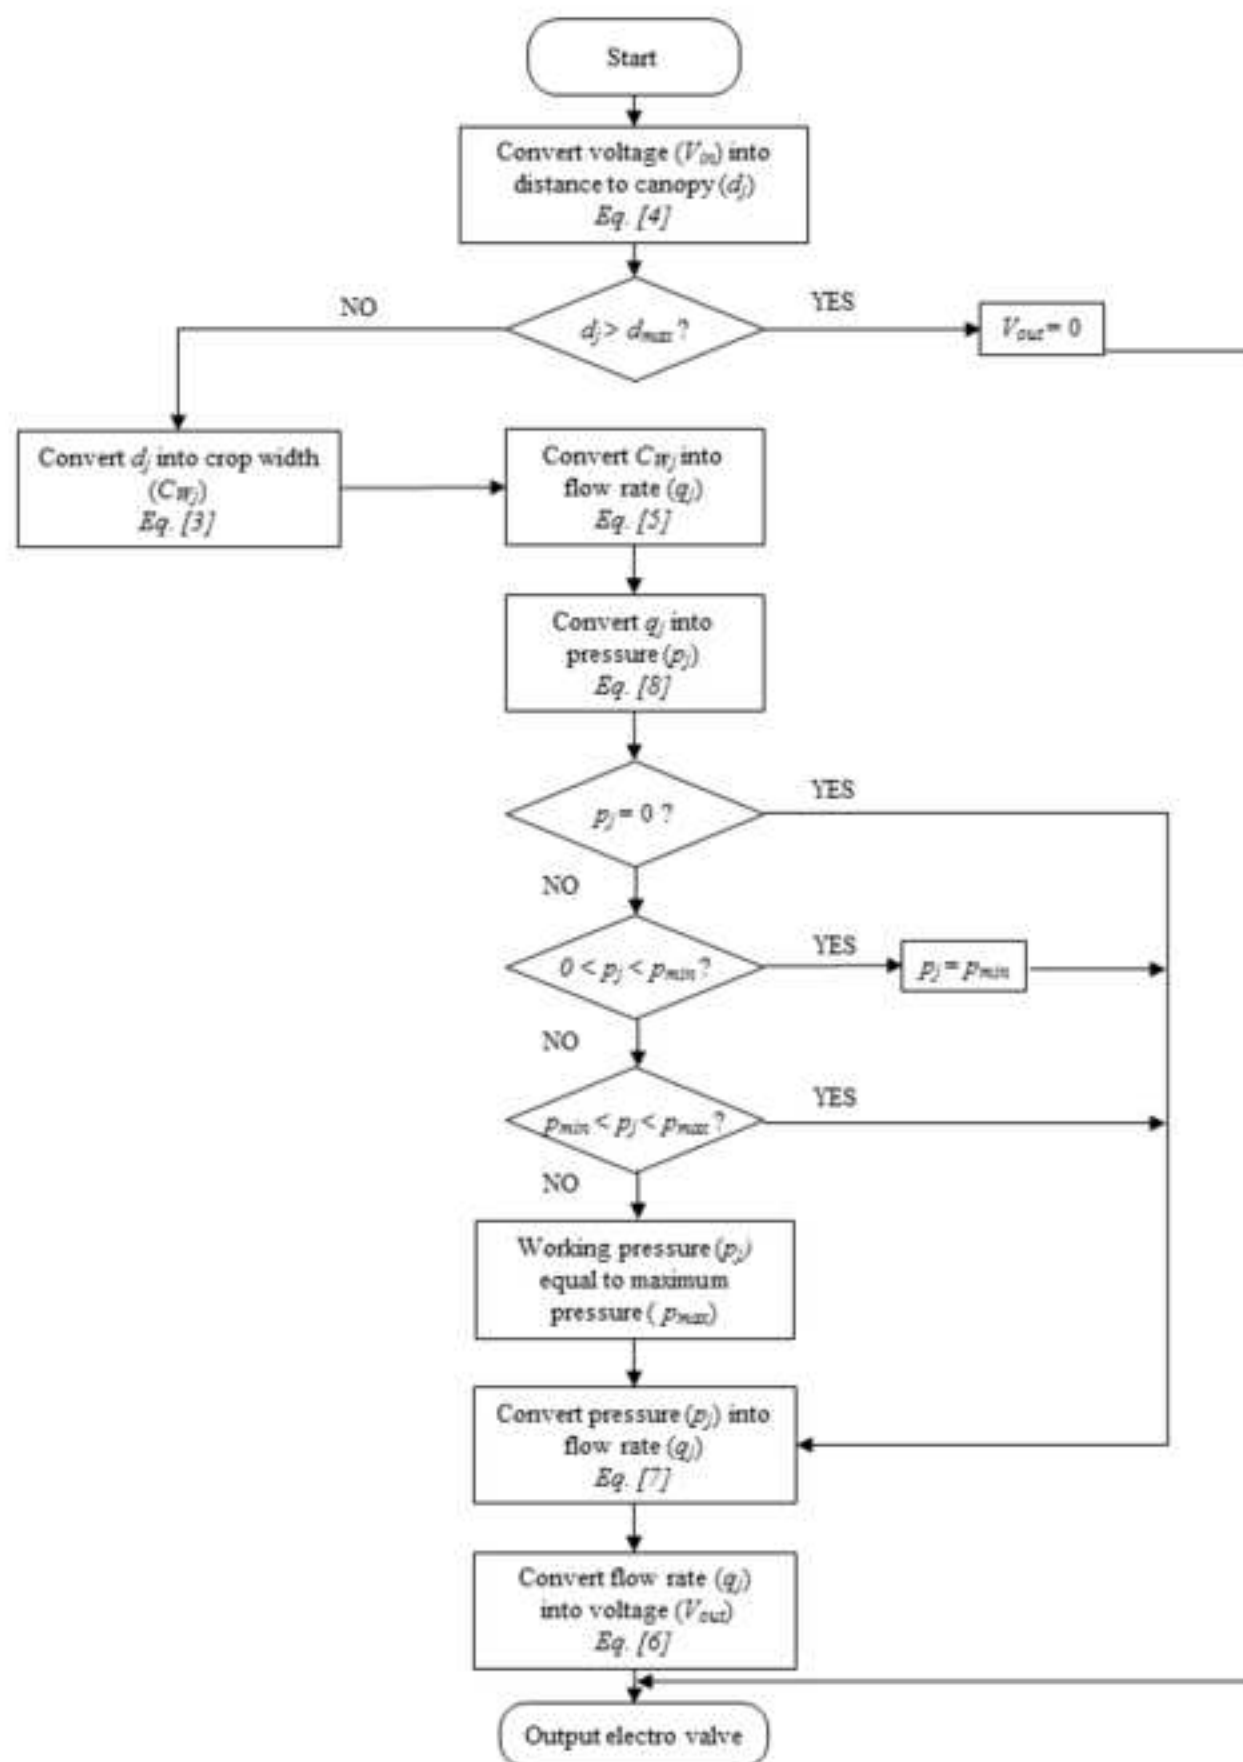 Start
Convert voltage (Vin) into
distance to canopy (dj)
Eq. [4]
NO
YES
dj > dmax ?
Vout = 0
Convert dj into crop width
(CWj)
Eq. [3]
Convert CWj into
flow rate (qj)
Eq. [5]
Convert qj into
pressure (pj)
Eq. [8]
YES
pj = 0 ?
NO
YES
0 < pj < pmin ?
pj = pmin
NO
YES
pmin < pj < pmax ?
NO
Working pressure (pj)
equal to maximum
pressure ( pmax)
Convert pressure (pj) into
flow rate (qj)
Eq. [7]
Convert flow rate (qj)
into voltage (Vout)
Eq. [6]
Output electro valve